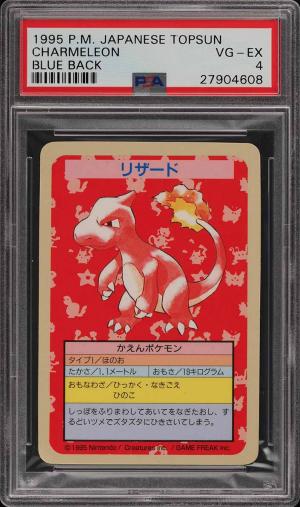 1995 P.M. JAPANESE TOPSUN
CHARMELEON VG-EX
BLUE BACK 4
PSA 27904608
リザード
かえんポケモン
タイプ1/ほのお
たかさ/1.1メートル おもさ/18キログラム
おもなわざ/ひっかく・なきごえ
ひのこ
しっぽをふりまわしてあいてをなぎたおし、す
るどいツメでズタズタにひきさいてしまう。
©1995 Nintendo / Creatures inc. / GAME FREAK inc.